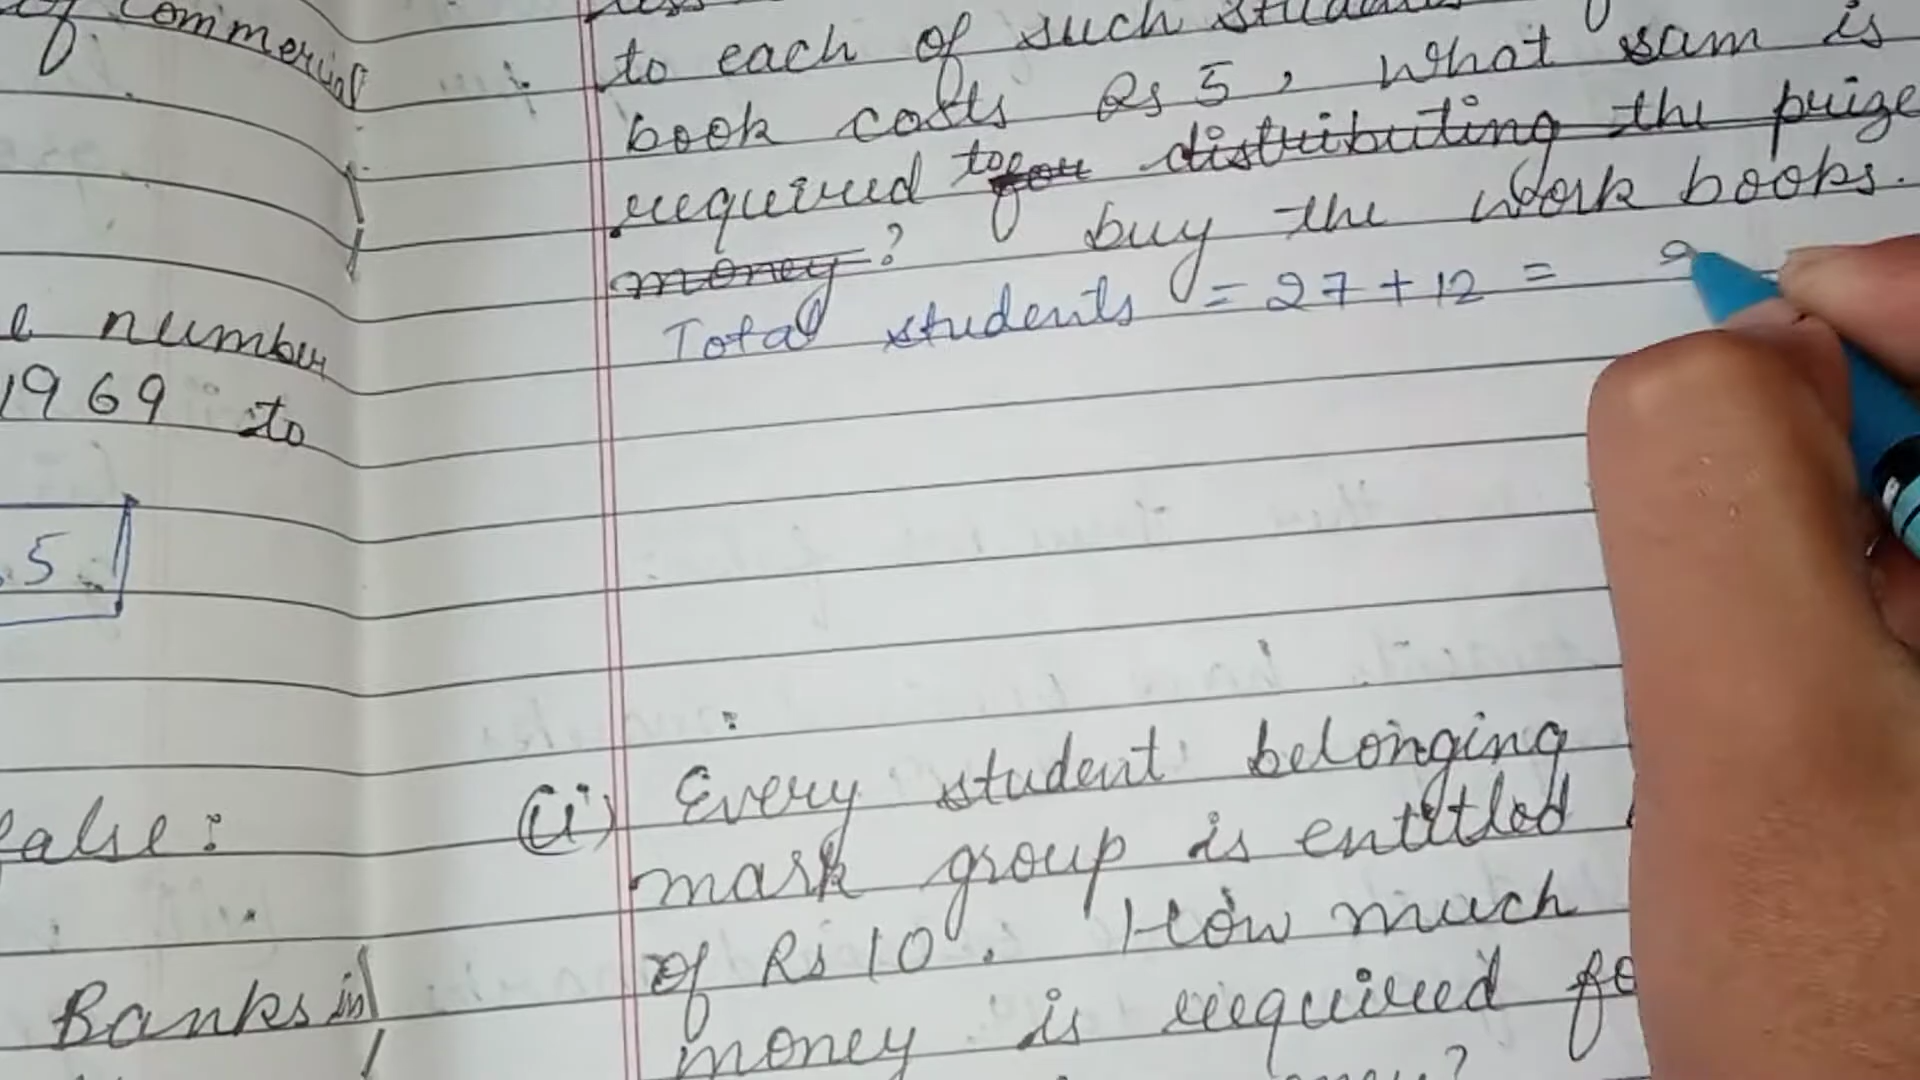 of commercial
e number
1969 to
.5
false:
Banks in
to each of such students
book costs Rs 5, what sam is
required to for distributing the prize
money? buy the work books.
Total students = 27 + 12 =
(ii) Every student belonging
mark group is entitled
of Rs 10. How much
money is required fo